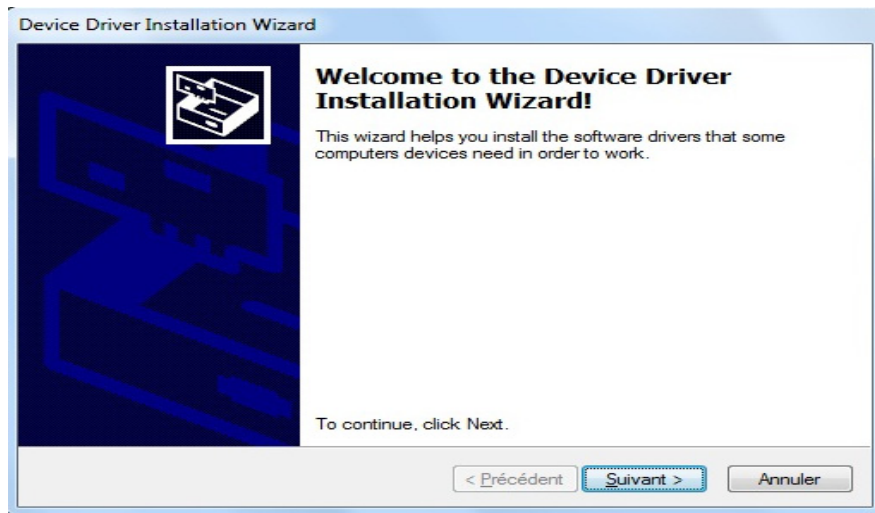 Device Driver Installation Wizard
Welcome to the Device Driver
Installation Wizard!
This wizard helps you install the software drivers that some
computers devices need in order to work.
To continue, click Next.
< Précédent
Suivant >
Annuler